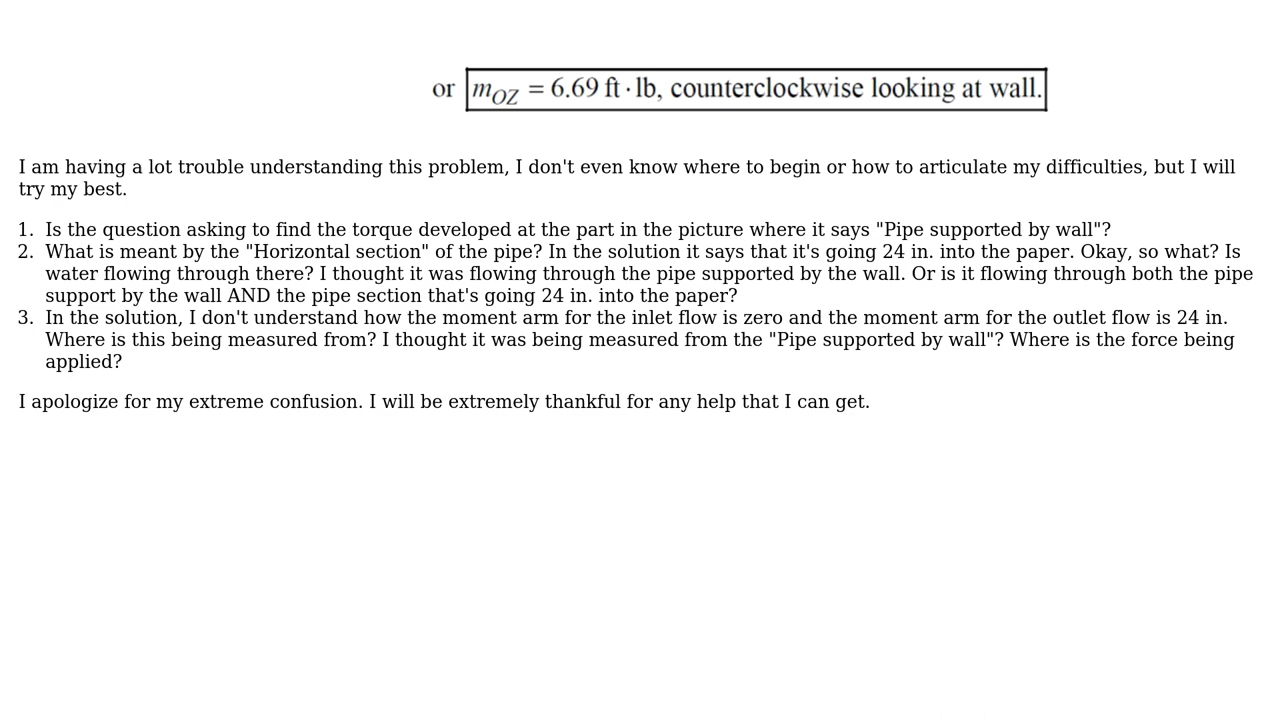 or m_OZ = 6.69 ft · lb, counterclockwise looking at wall.
I am having a lot trouble understanding this problem, I don't even know where to begin or how to articulate my difficulties, but I will
try my best.
1. Is the question asking to find the torque developed at the part in the picture where it says "Pipe supported by wall"?
2. What is meant by the "Horizontal section" of the pipe? In the solution it says that it's going 24 in. into the paper. Okay, so what? Is
water flowing through there? I thought it was flowing through the pipe supported by the wall. Or is it flowing through both the pipe
support by the wall AND the pipe section that's going 24 in. into the paper?
3. In the solution, I don't understand how the moment arm for the inlet flow is zero and the moment arm for the outlet flow is 24 in.
Where is this being measured from? I thought it was being measured from the "Pipe supported by wall"? Where is the force being
applied?
I apologize for my extreme confusion. I will be extremely thankful for any help that I can get.